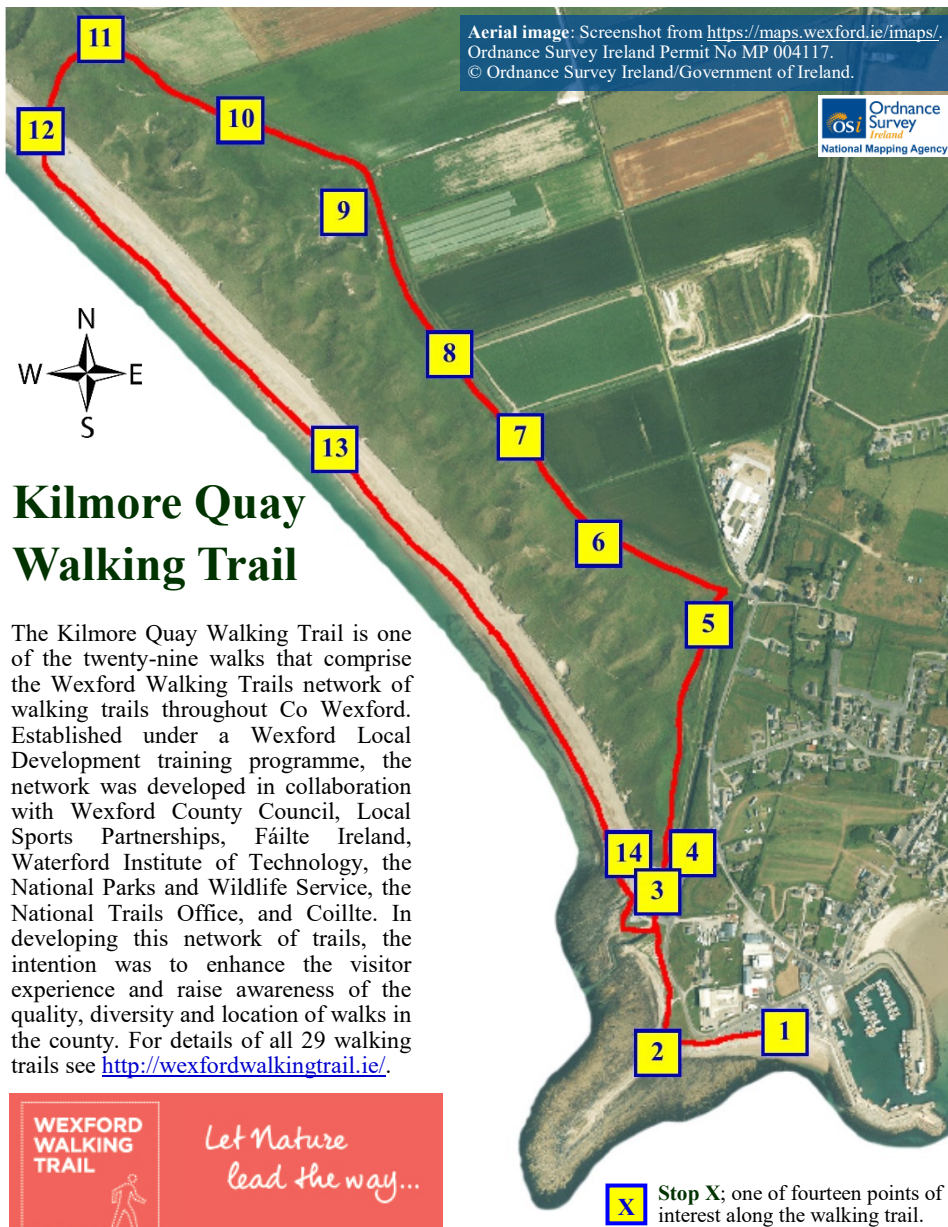 Aerial image: Screenshot from https://maps.wexford.ie/imaps/.
Ordnance Survey Ireland Permit No MP 004117.
© Ordnance Survey Ireland/Government of Ireland.
osi
Ordnance
Survey
Ireland
National Mapping Agency
11
12
10
9
8
7
6
5
13
14
4
3
2
1
N
W
E
S
Kilmore Quay
Walking Trail
The Kilmore Quay Walking Trail is one
of the twenty-nine walks that comprise
the Wexford Walking Trails network of
walking trails throughout Co Wexford.
Established under a Wexford Local
Development training programme, the
network was developed in collaboration
with Wexford County Council, Local
Sports Partnerships, Fáilte Ireland,
Waterford Institute of Technology, the
National Parks and Wildlife Service, the
National Trails Office, and Coillte. In
developing this network of trails, the
intention was to enhance the visitor
experience and raise awareness of the
quality, diversity and location of walks in
the county. For details of all 29 walking
trails see http://wexfordwalkingtrail.ie/.
WEXFORD
WALKING
TRAIL
Let Nature
lead the way...
X
Stop X; one of fourteen points of
interest along the walking trail.